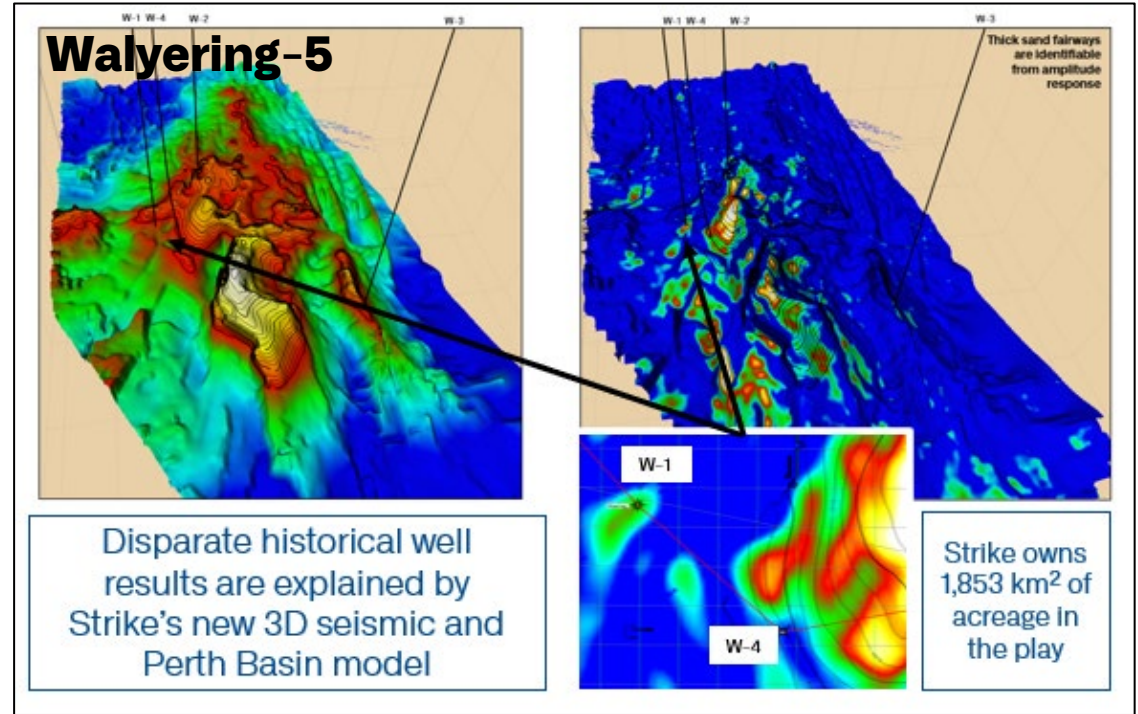 W-1 W-4 W-2 W-3
Walyering-5
W-1 W-4 W-2 W-3
Thick sand fairways
are identifiable
from amplitude
response
W-1
W-4
Disparate historical well
results are explained by
Strike's new 3D seismic and
Perth Basin model
Strike owns
1,853 km² of
acreage in
the play